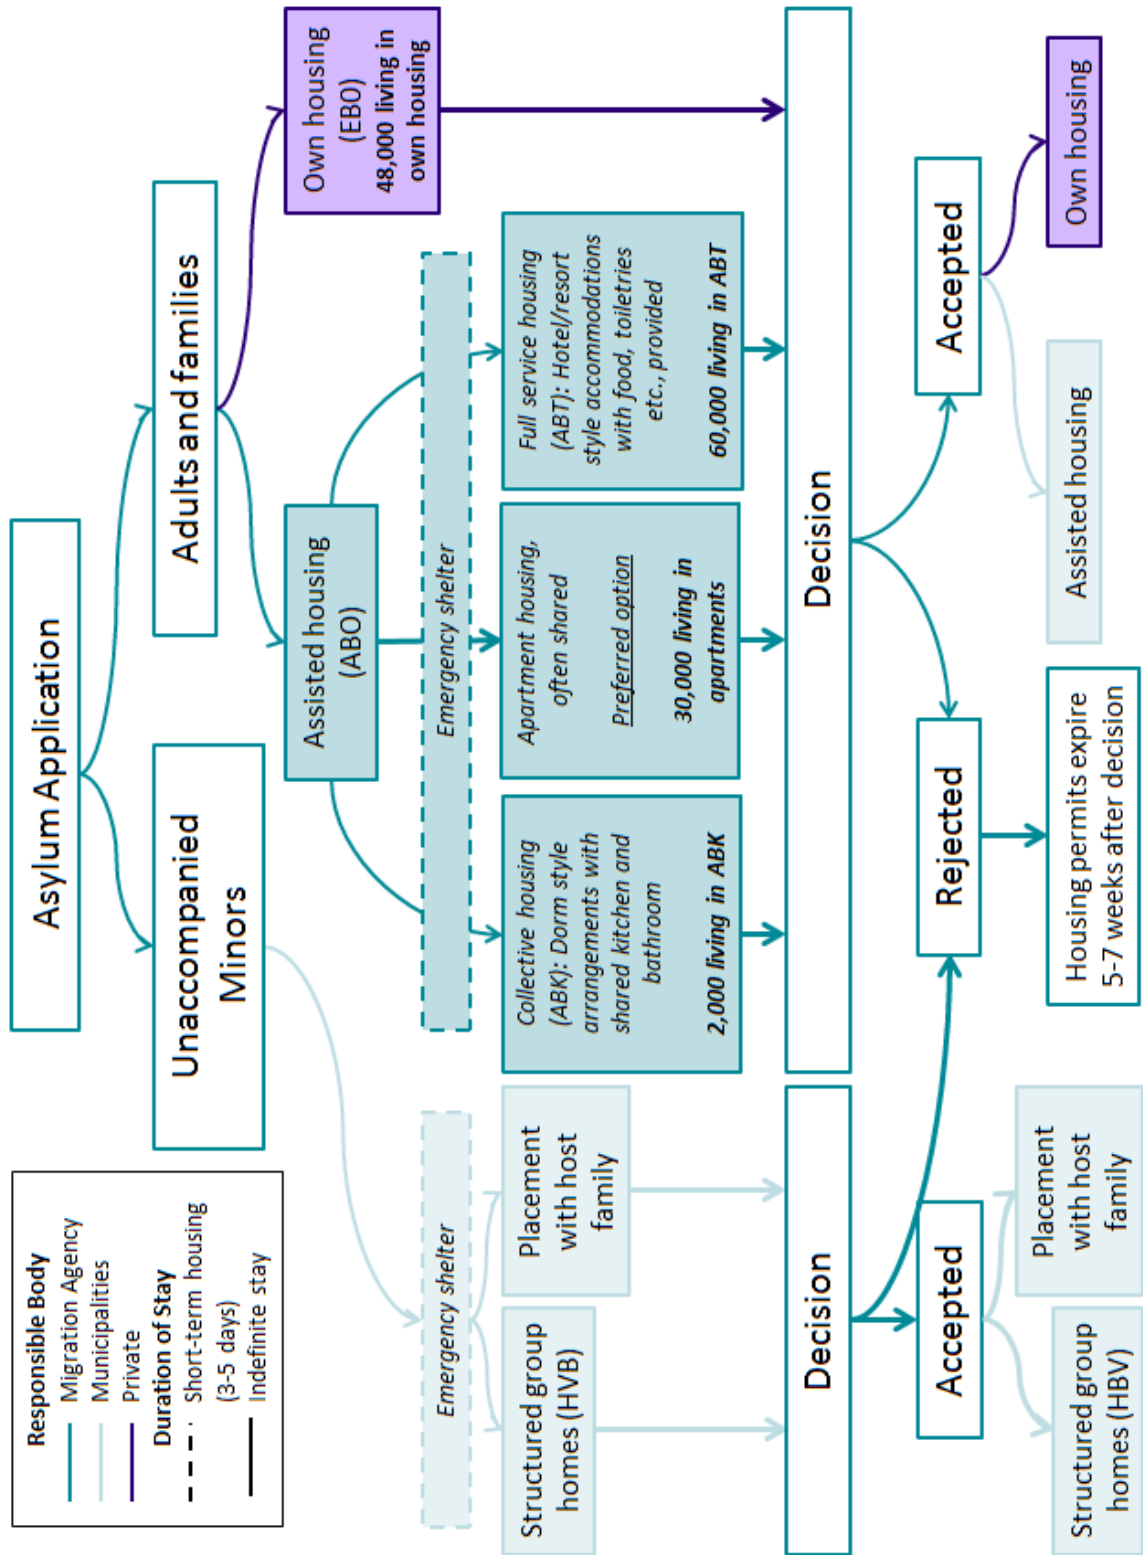 Responsible Body
Migration Agency
Municipalities
Private
Duration of Stay
Short-term housing
(3-5 days)
Indefinite stay
Asylum Application
Unaccompanied
Minors
Adults and families
Assisted housing
(ABO)
Own housing
(EBO)
48,000 living in
own housing
Emergency shelter
Emergency shelter
Structured group
homes (HVB)
Placement
with host
family
Collective housing
(ABK): Dorm style
arrangements with
shared kitchen and
bathroom
2,000 living in ABK
Apartment housing,
often shared
Preferred option
30,000 living in
apartments
Full service housing
(ABT): Hotel/resort
style accommodations
with food, toiletries
etc., provided
60,000 living in ABT
Decision
Decision
Accepted
Rejected
Accepted
Structured group
homes (HBV)
Placement
with host
family
Housing permits expire
5-7 weeks after decision
Assisted housing
Own housing